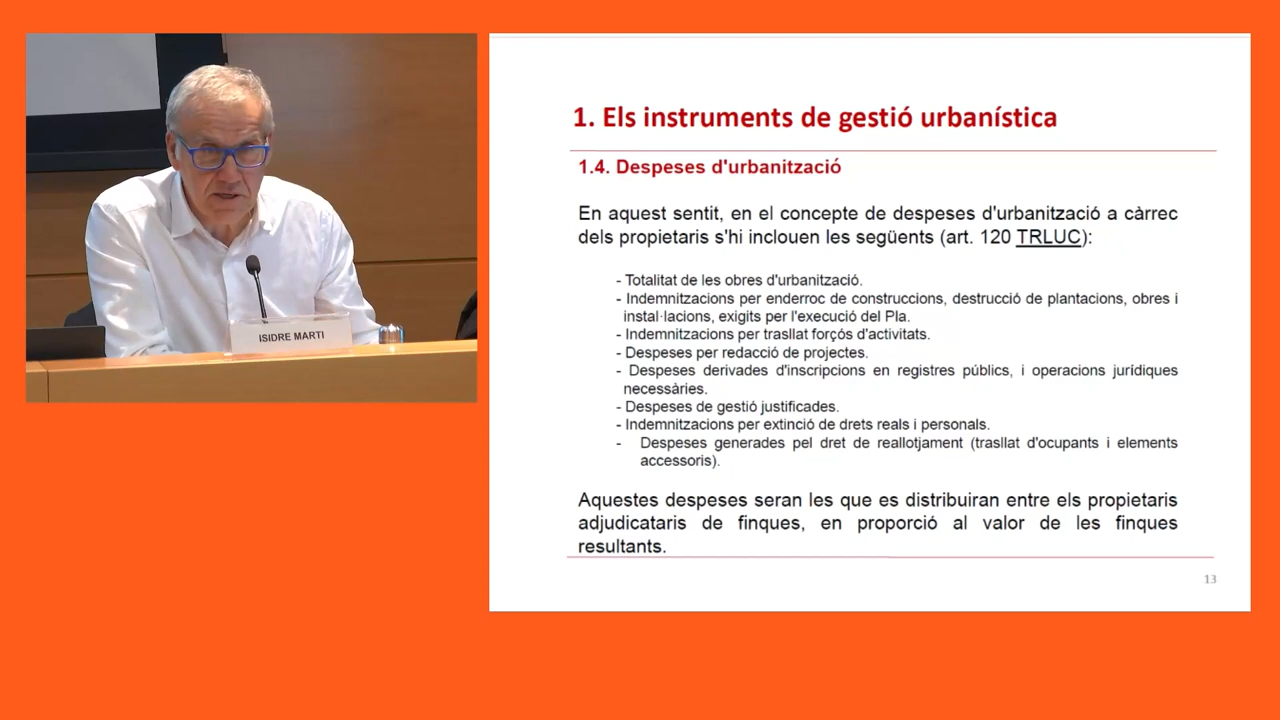 ISIDRE MARTI
1. Els instruments de gestió urbanística
1.4. Despeses d'urbanització
En aquest sentit, en el concepte de despeses d'urbanització a càrrec
dels propietaris s'hi inclouen les següents (art. 120 TRLUC):
- Totalitat de les obres d'urbanització.
- Indemnitzacions per enderroc de construccions, destrucció de plantacions, obres i
instal·lacions, exigits per l'execució del Pla.
- Indemnitzacions per trasllat forçós d'activitats.
- Despeses per redacció de projectes.
- Despeses derivades d'inscripcions en registres públics, i operacions jurídiques
necessàries.
- Despeses de gestió justificades.
- Indemnitzacions per extinció de drets reals i personals.
- Despeses generades pel dret de reallotjament (trasllat d'ocupants i elements
accessoris).
Aquestes despeses seran les que es distribuiran entre els propietaris
adjudicataris de finques, en proporció al valor de les finques
resultants.
13